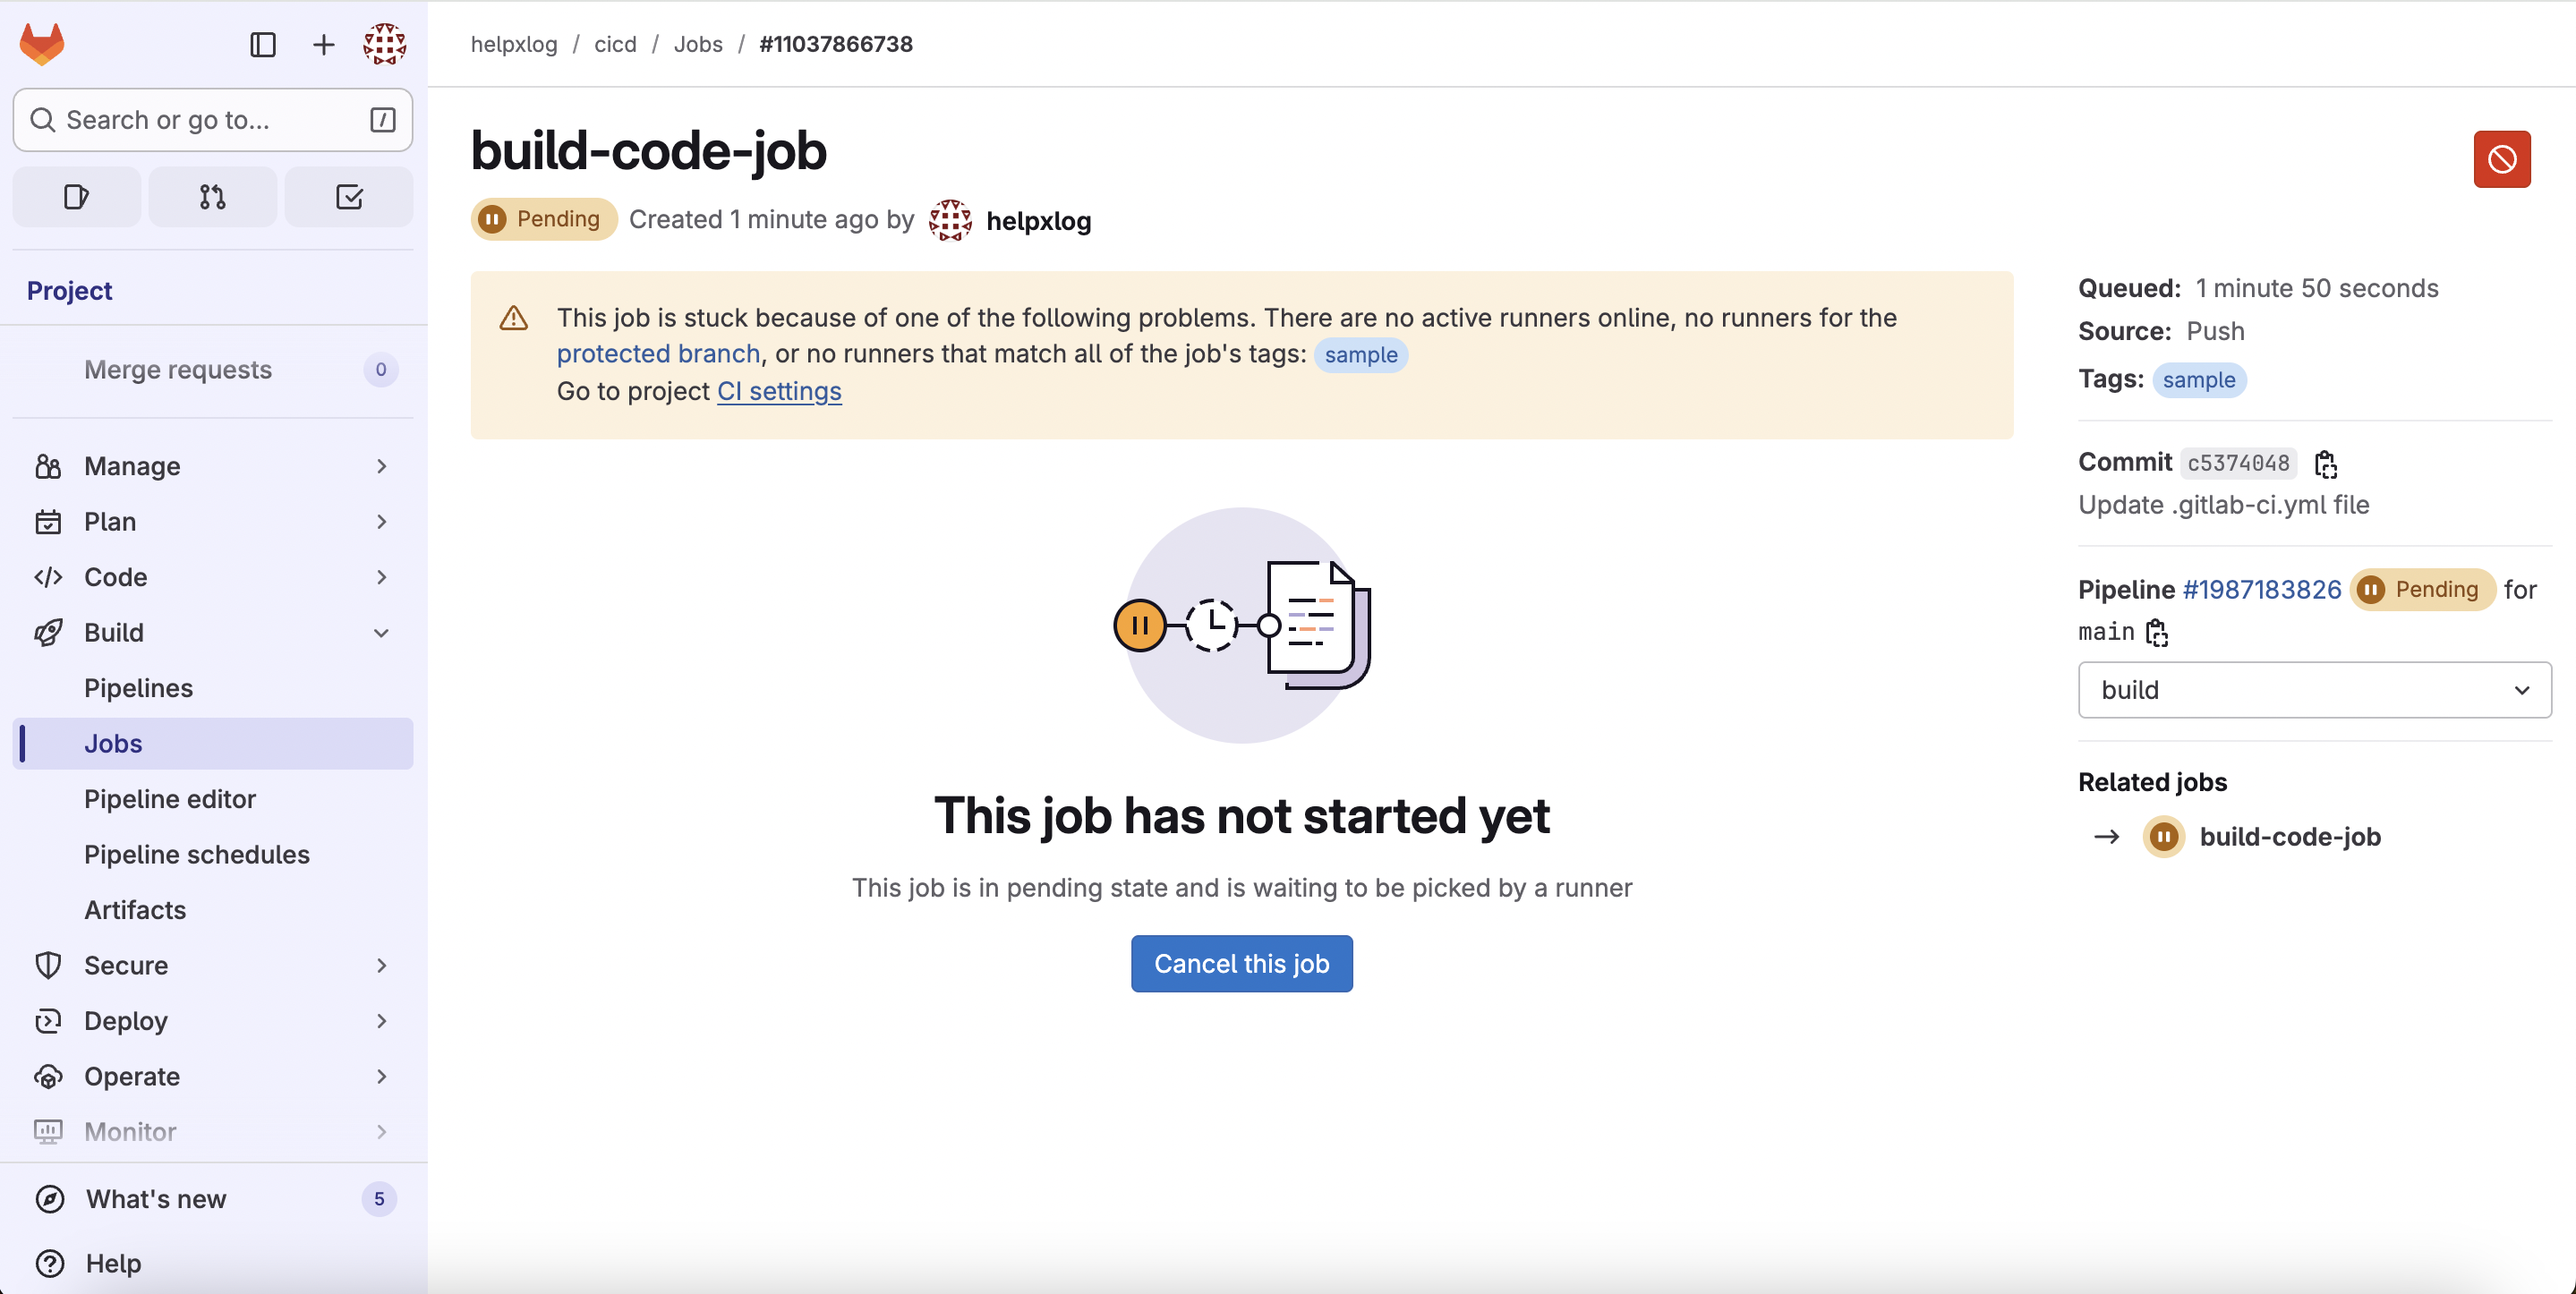 helpxlog / cicd / Jobs / #11037866738
Search or go to... /
Project
Merge requests 0
Manage
Plan
Code
Build
Pipelines
Jobs
Pipeline editor
Pipeline schedules
Artifacts
Secure
Deploy
Operate
Monitor
What's new 5
Help
build-code-job
Pending Created 1 minute ago by helpxlog
This job is stuck because of one of the following problems. There are no active runners online, no runners for the
protected branch, or no runners that match all of the job's tags: sample
Go to project CI settings
This job has not started yet
This job is in pending state and is waiting to be picked by a runner
Cancel this job
Queued: 1 minute 50 seconds
Source: Push
Tags: sample
Commit c5374048
Update .gitlab-ci.yml file
Pipeline #1987183826 Pending for
main
build
Related jobs
→ build-code-job